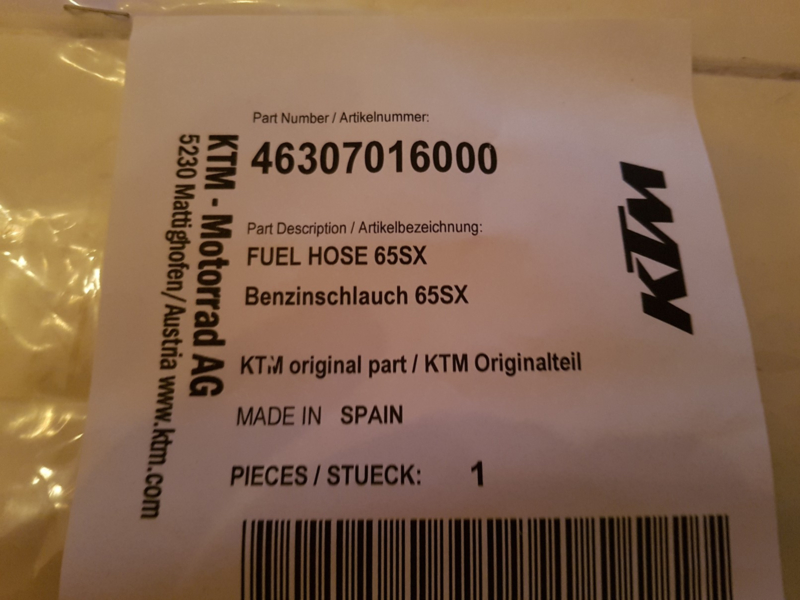 Part Number / Artikelnummer:
46307016000
Part Description / Artikelbezeichnung:
FUEL HOSE 65SX
Benzinschlauch 65SX
KTM original part / KTM Originalteil
MADE IN SPAIN
PIECES / STUECK: 1
KTM - Motorrad AG
5230 Mattighofen/Austria www.ktm.com
KTM